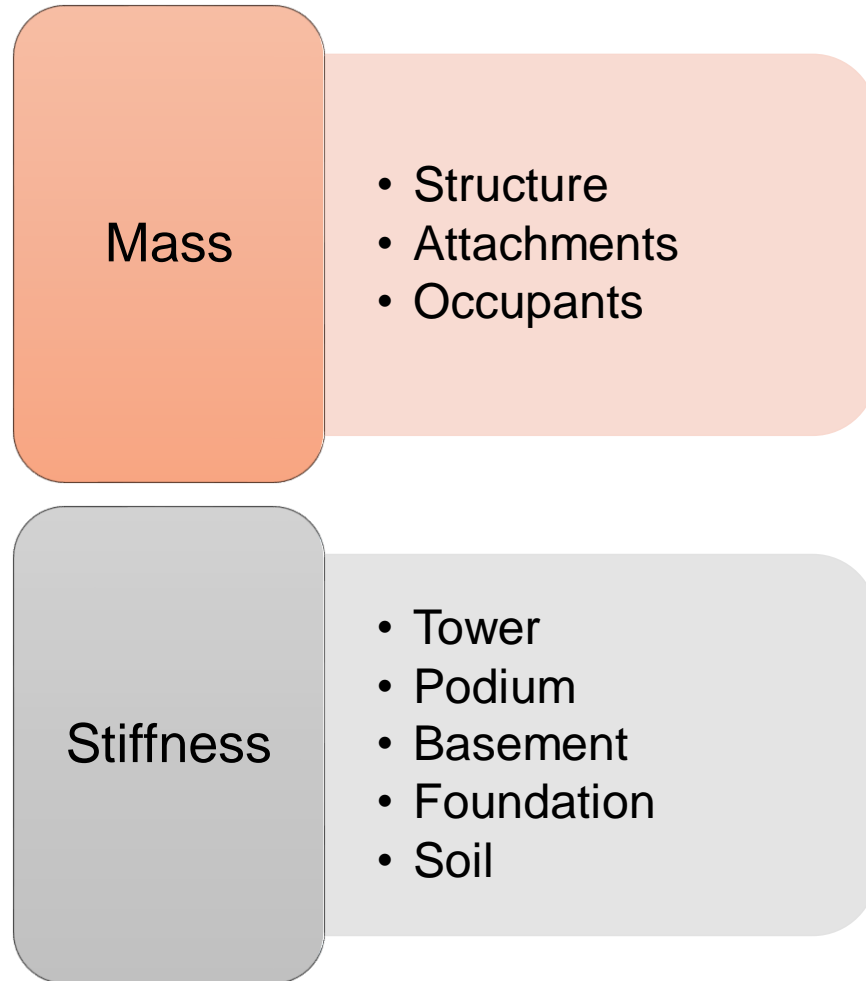 Mass
• Structure
• Attachments
• Occupants
Stiffness
• Tower
• Podium
• Basement
• Foundation
• Soil